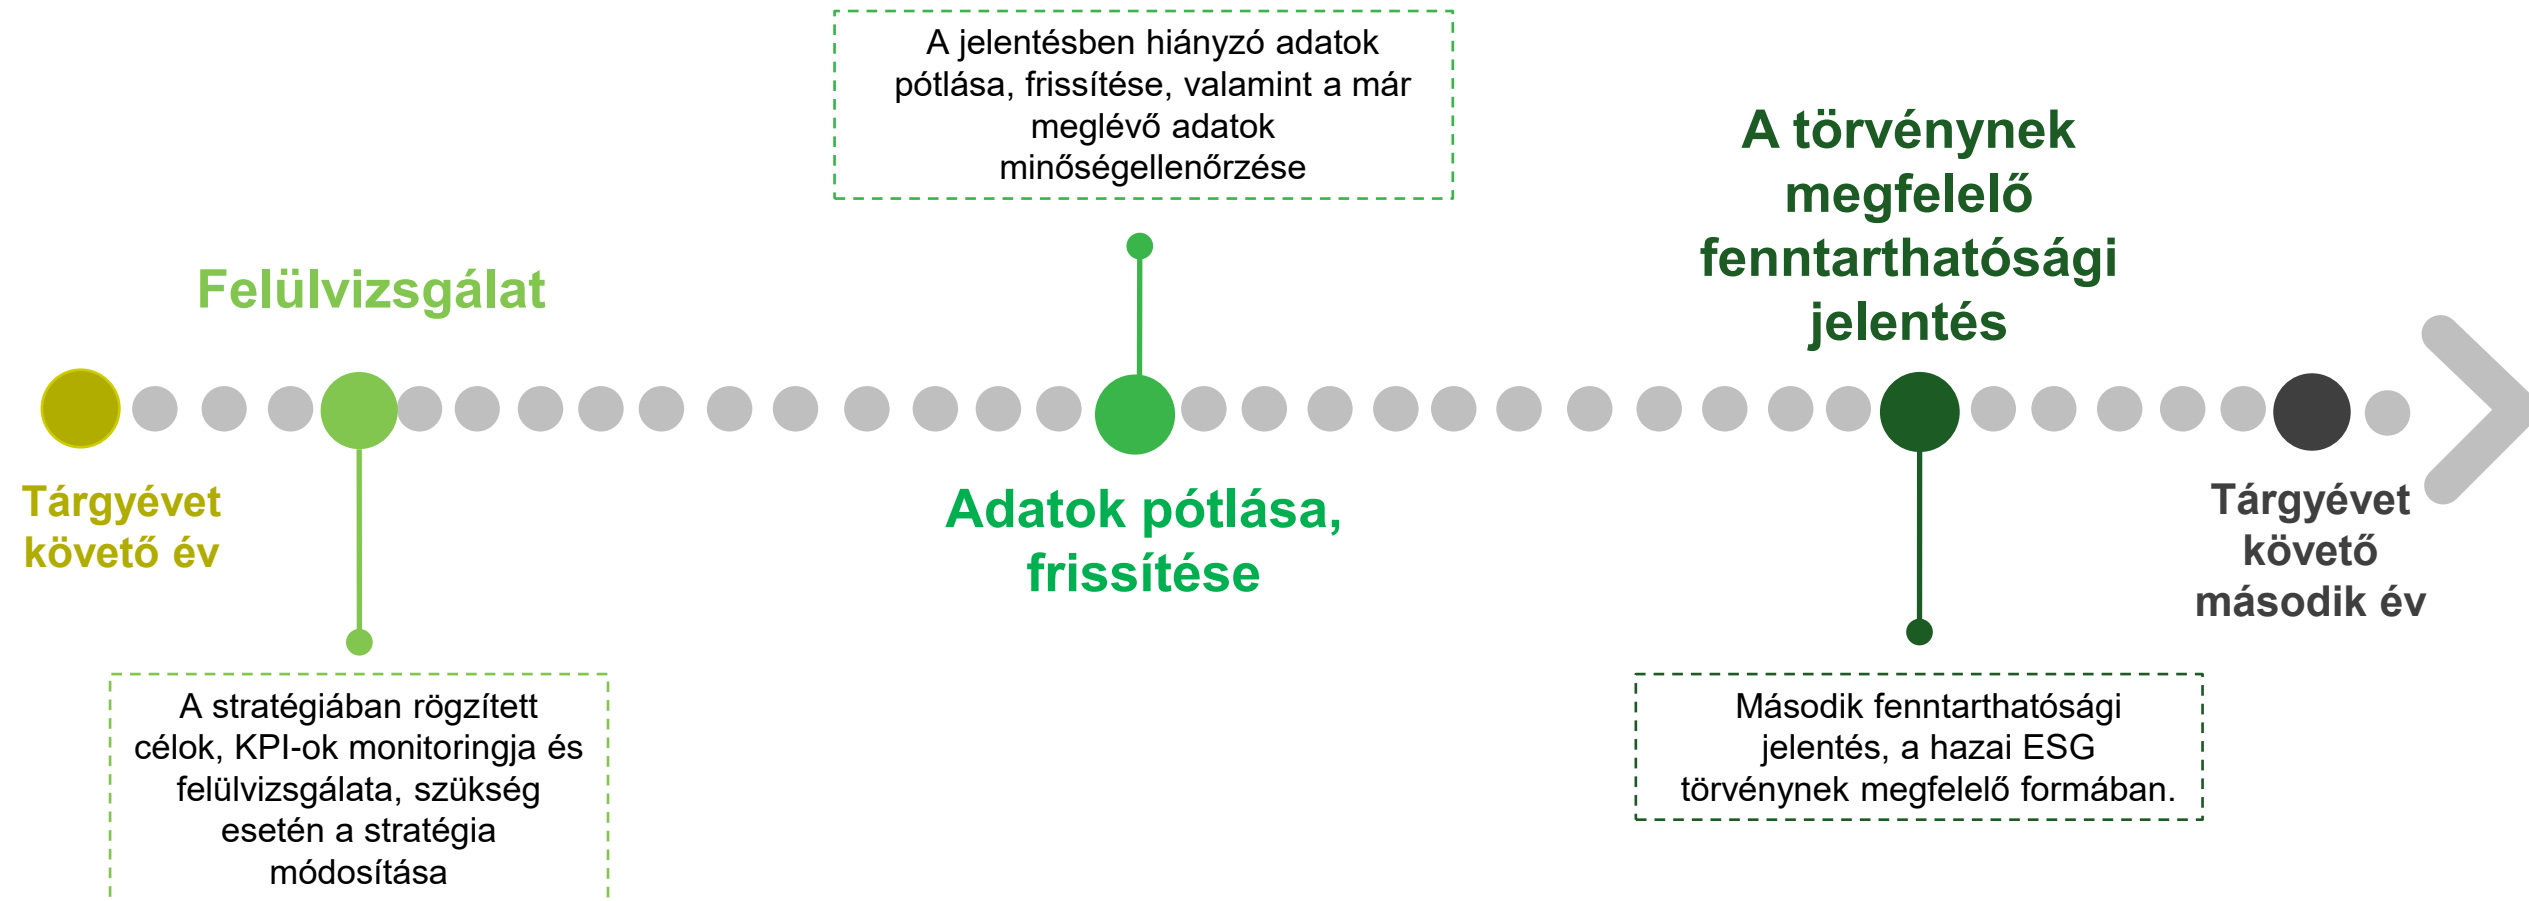 A jelentésben hiányzó adatok
pótlása, frissítése, valamint a már
meglévő adatok
minőségellenőrzése
A törvénynek
megfelelő
fenntarthatósági
jelentés
Felülvizsgálat
Tárgyévet
követő év
Adatok pótlása,
frissítése
Tárgyévet
követő
második év
A stratégiában rögzített
célok, KPI-ok monitoringja és
felülvizsgálata, szükség
esetén a stratégia
módosítása
Második fenntarthatósági
jelentés, a hazai ESG
törvénynek megfelelő formában.